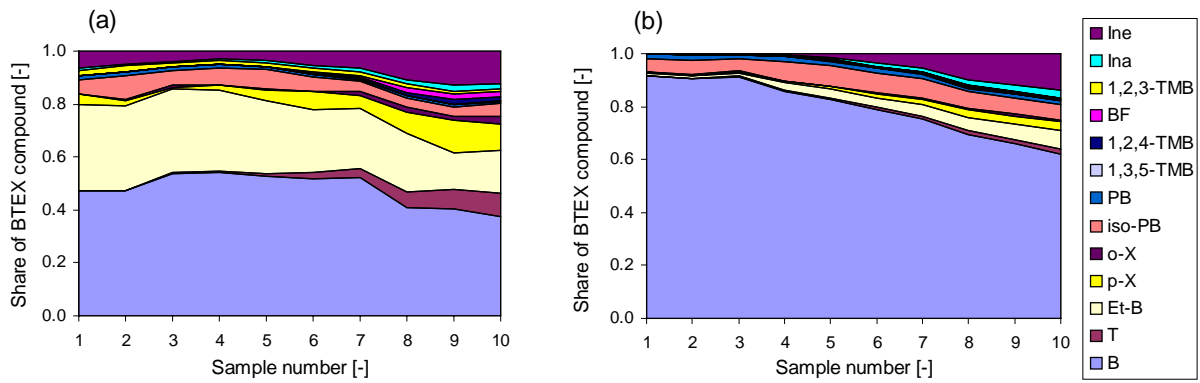 (a)
Share of BTEX compound [-]
1.0
0.8
0.6
0.4
0.2
0.0
1 2 3 4 5 6 7 8 9 10
Sample number [-]
(b)
Share of BTEX compound [-]
1.0
0.8
0.6
0.4
0.2
0.0
1 2 3 4 5 6 7 8 9 10
Sample number [-]
Ine
Ina
1,2,3-TMB
BF
1,2,4-TMB
1,3,5-TMB
PB
iso-PB
o-X
p-X
Et-B
T
B